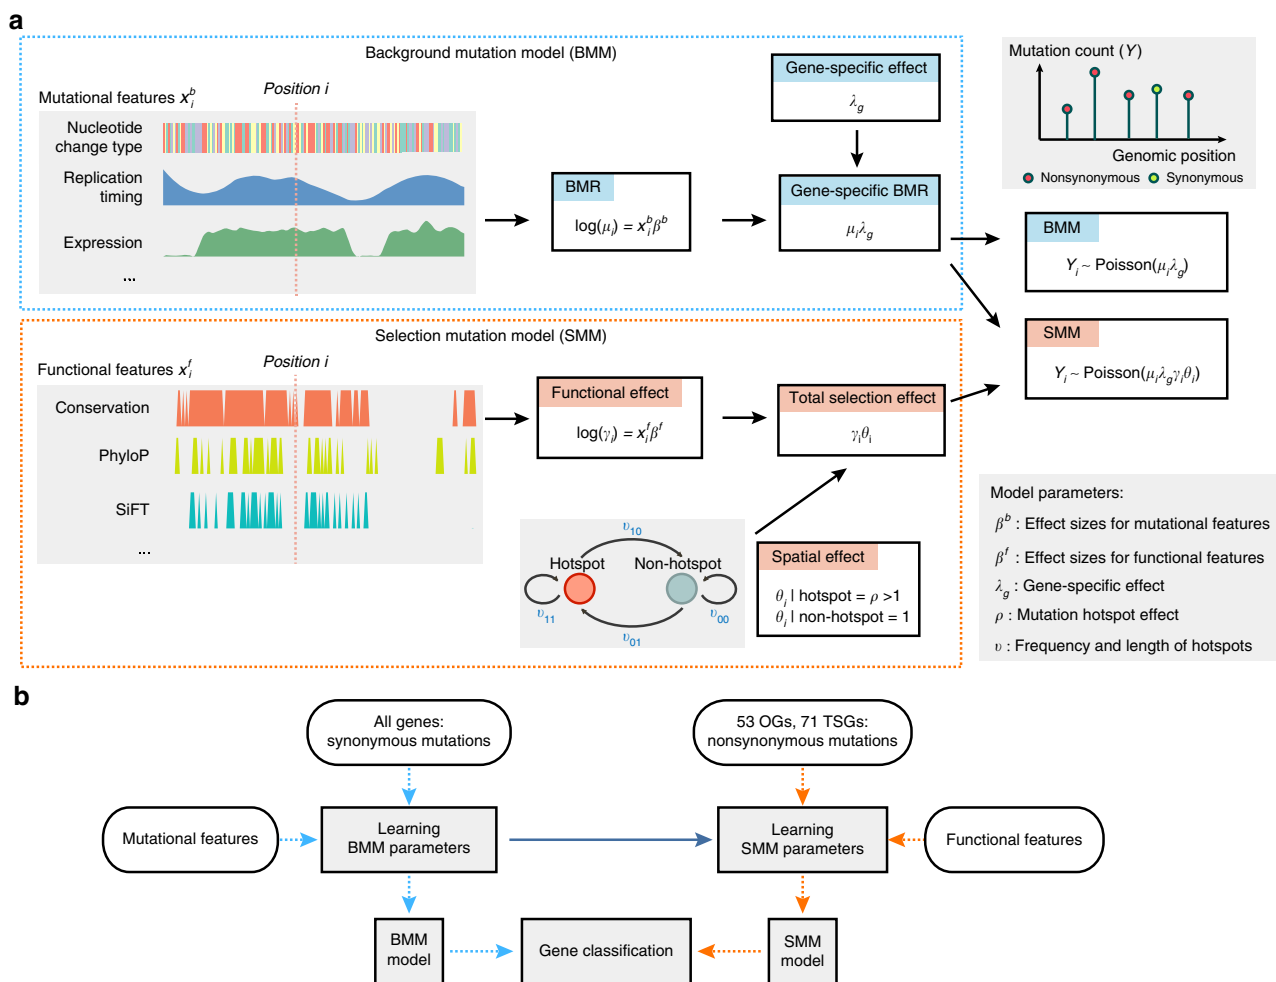 a
Background mutation model (BMM)
Mutational features x_i^b
Position i
Nucleotide
change type
Replication
timing
Expression
...
BMR
log(μ_i) = x_i^b β^b
Gene-specific effect
λ_g
Gene-specific BMR
μ_i λ_g
Mutation count (Y)
Genomic position
Nonsynonymous
Synonymous
BMM
Y_i ~ Poisson(μ_i λ_g)
SMM
Y_i ~ Poisson(μ_i λ_g γ_i θ_i)
Selection mutation model (SMM)
Functional features x_i^f
Position i
Conservation
PhyloP
SiFT
...
Functional effect
log(γ_i) = x_i^f β^f
Total selection effect
γ_i θ_i
υ_10
Hotspot
Non-hotspot
υ_11
υ_00
υ_01
Spatial effect
θ_i | hotspot = ρ >1
θ_i | non-hotspot = 1
Model parameters:
β^b : Effect sizes for mutational features
β^f : Effect sizes for functional features
λ_g : Gene-specific effect
ρ : Mutation hotspot effect
υ : Frequency and length of hotspots
b
All genes:
synonymous mutations
53 OGs, 71 TSGs:
nonsynonymous mutations
Mutational features
Learning
BMM parameters
Learning
SMM parameters
Functional features
BMM
model
Gene classification
SMM
model